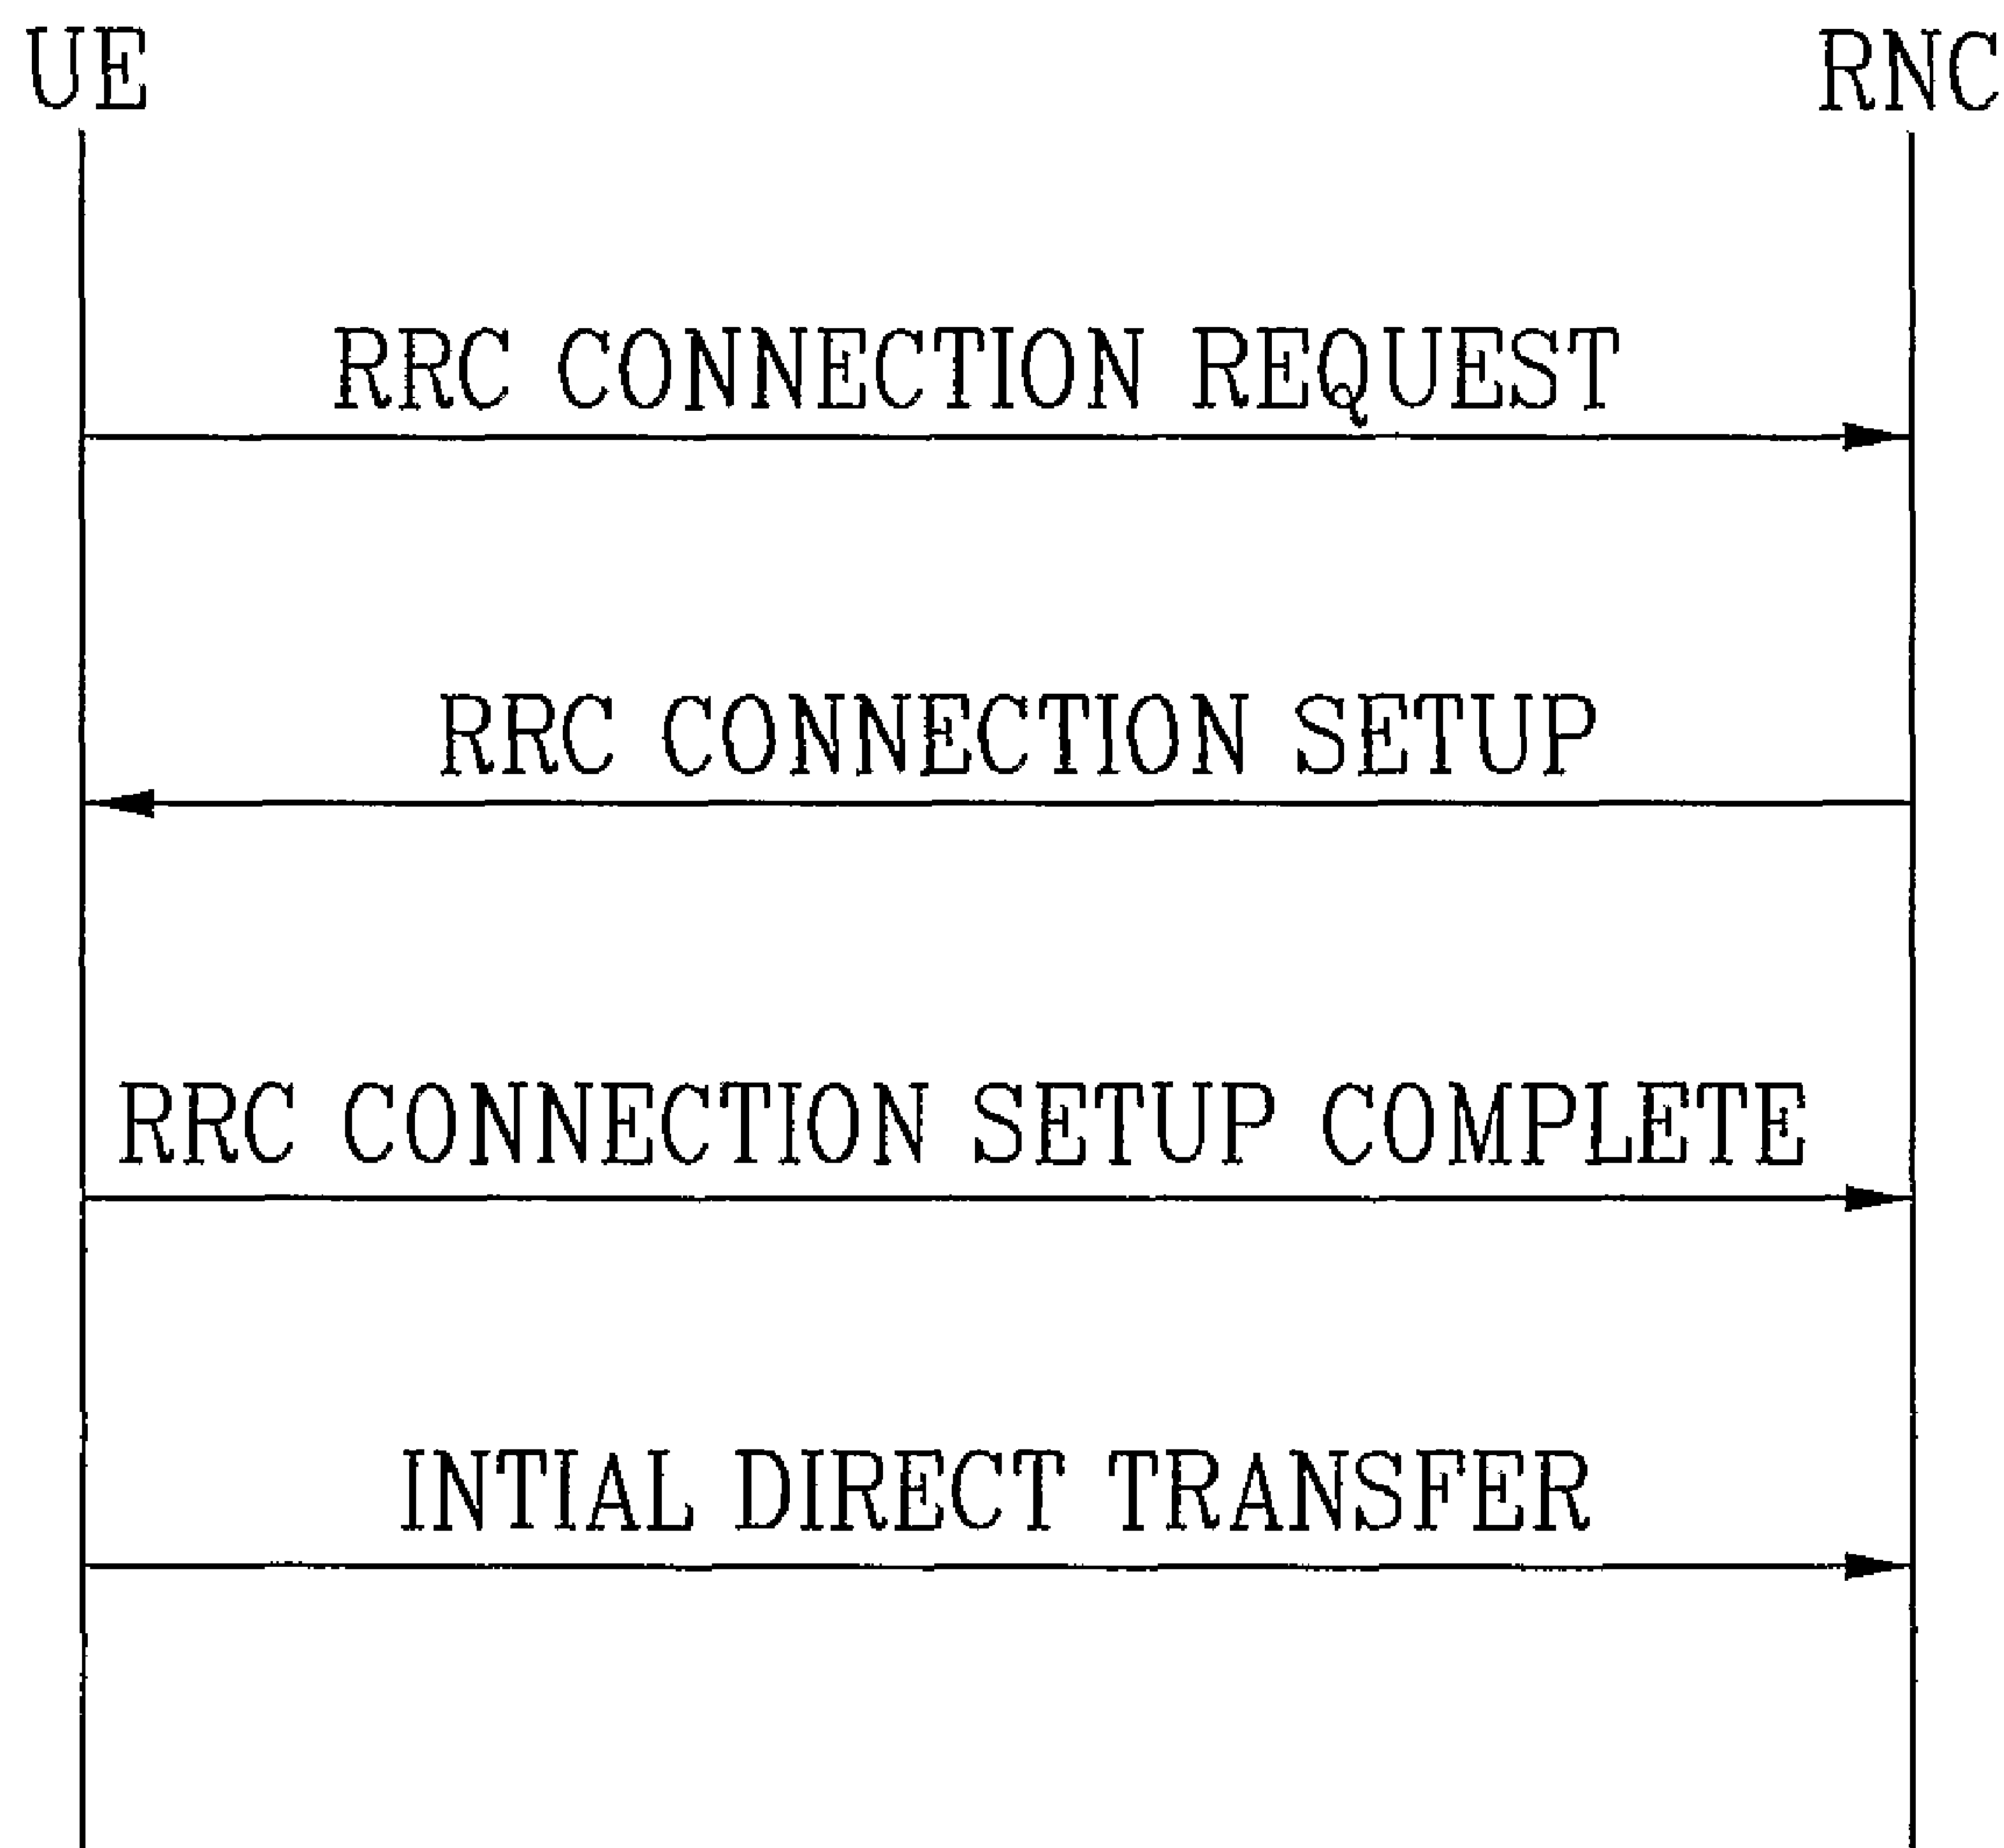 UE RNC
RRC CONNECTION REQUEST
RRC CONNECTION SETUP
RRC CONNECTION SETUP COMPLETE
INTIAL DIRECT TRANSFER